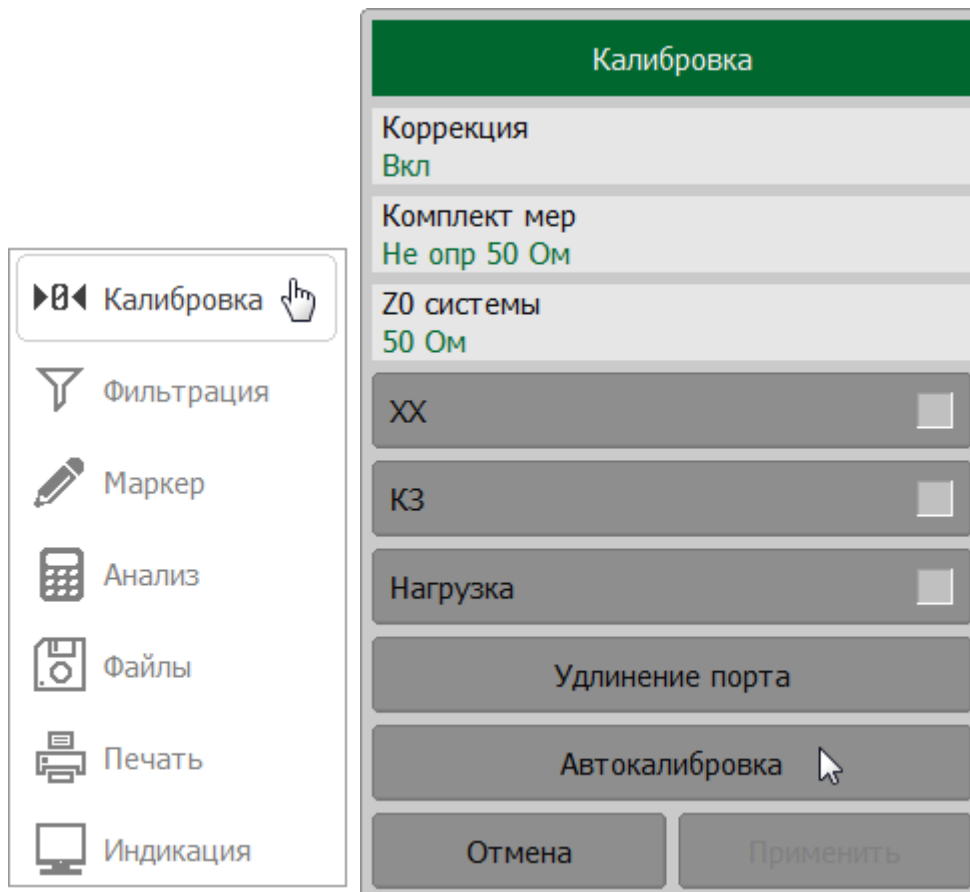 Калибровка
Фильтрация
Маркер
Анализ
Файлы
Печать
Индикация
Калибровка
Коррекция
Вкл
Комплект мер
Не опр 50 Ом
Z0 системы
50 Ом
ХХ
КЗ
Нагрузка
Удлинение порта
Автокалибровка
Отмена
Применить